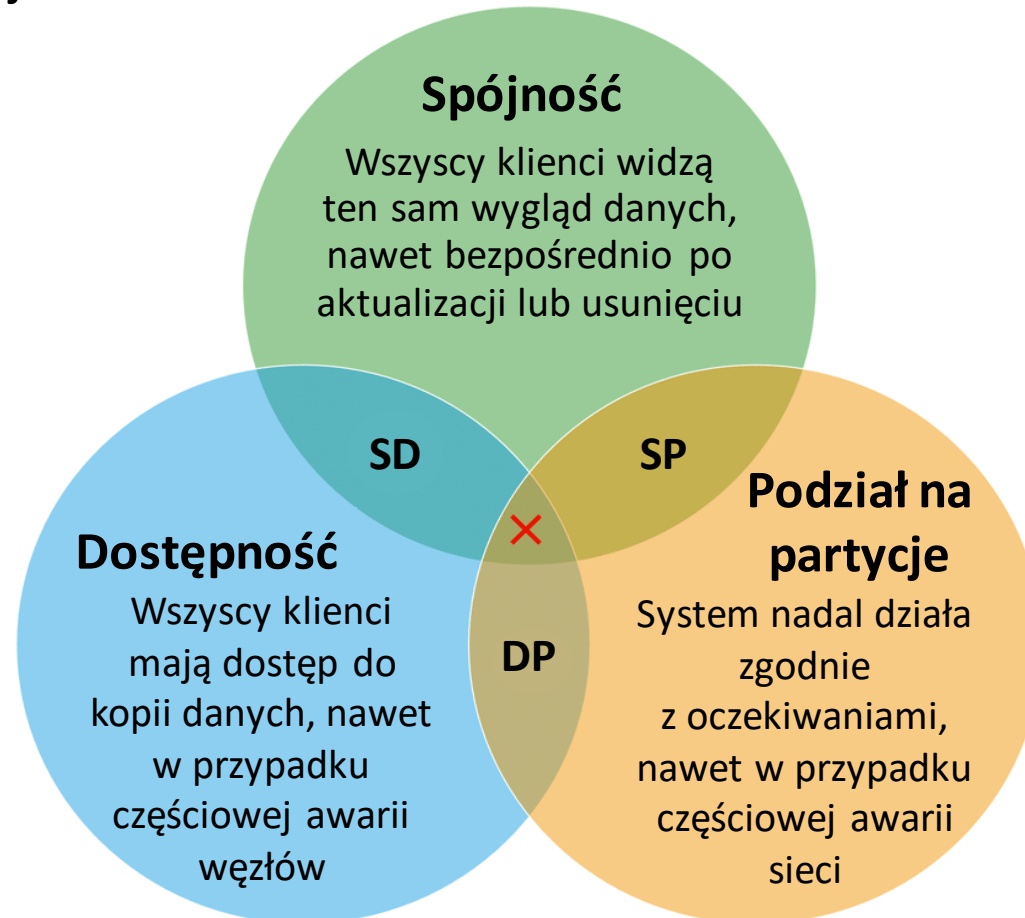 Spójność
Wszyscy klienci widzą
ten sam wygląd danych,
nawet bezpośrednio po
aktualizacji lub usunięciu
SD
SP
Dostępność
Wszyscy klienci
mają dostęp do
kopii danych, nawet
w przypadku
częściowej awarii
węzłów
DP
Podział na
partycje
System nadal działa
zgodnie
z oczekiwaniami,
nawet w przypadku
częściowej awarii
sieci